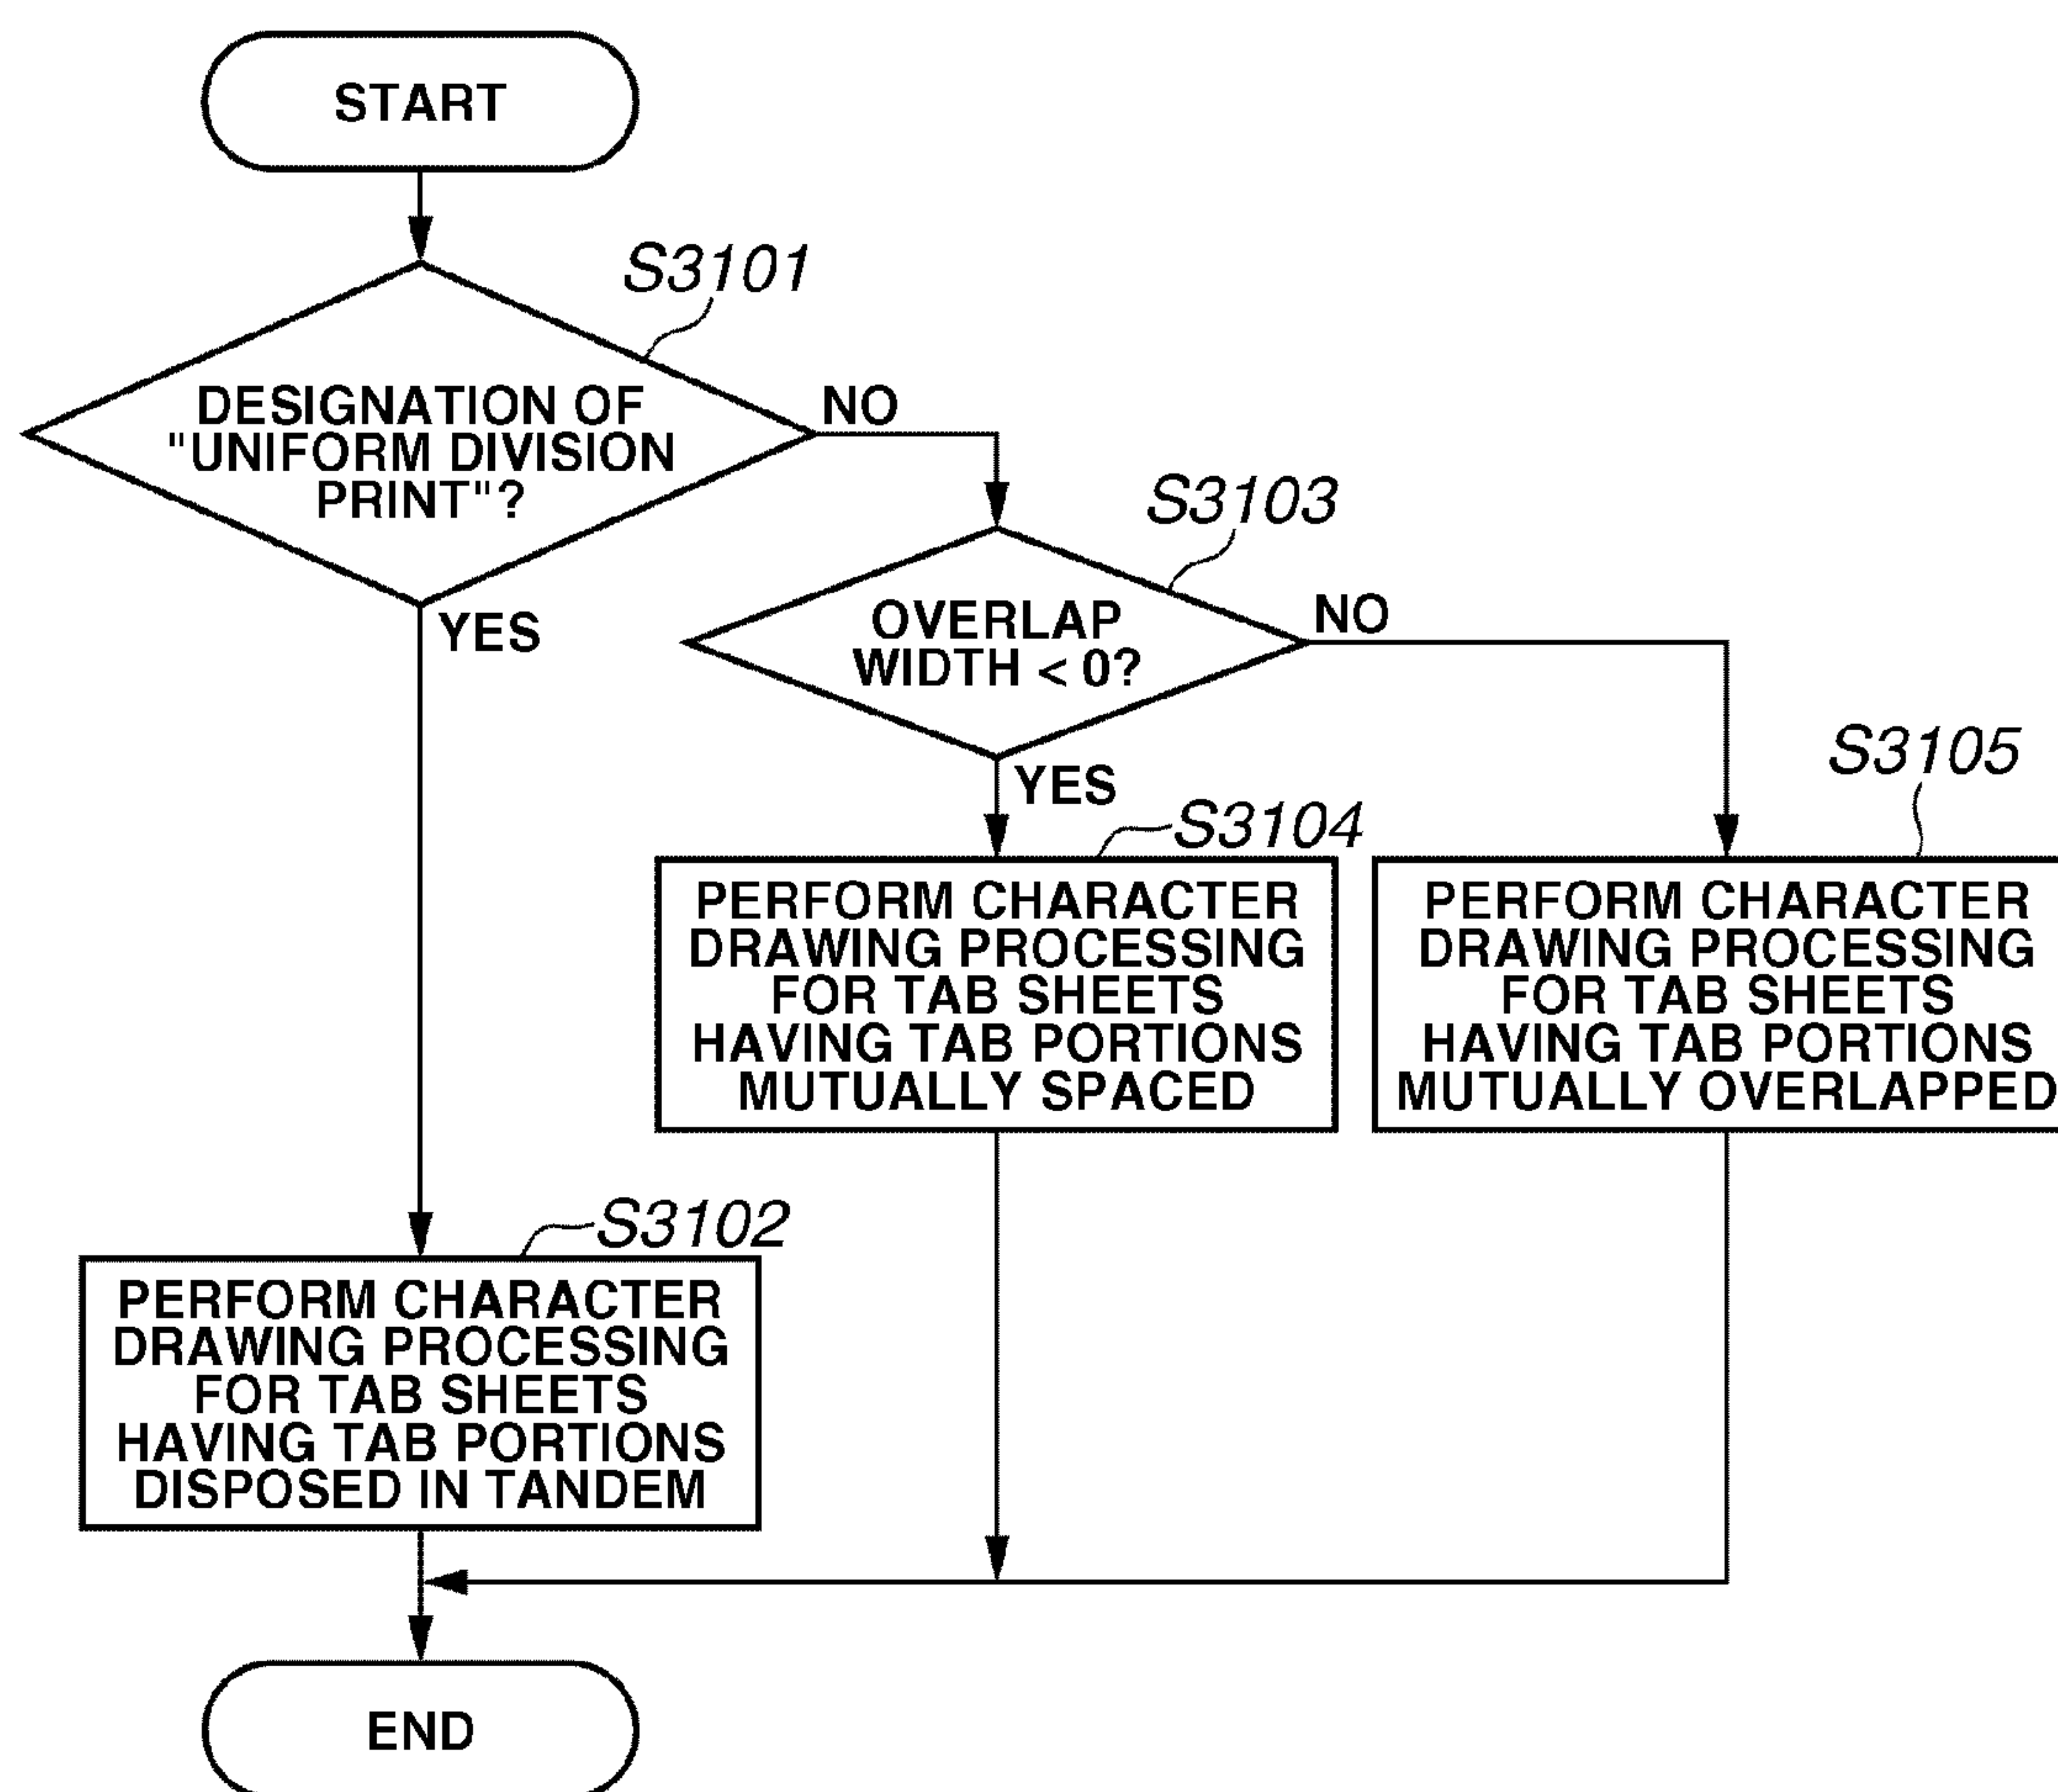 START
S3101
DESIGNATION OF
"UNIFORM DIVISION
PRINT"?
NO
YES
S3103
OVERLAP
WIDTH < 0?
NO
YES
S3104
PERFORM CHARACTER
DRAWING PROCESSING
FOR TAB SHEETS
HAVING TAB PORTIONS
MUTUALLY SPACED
S3105
PERFORM CHARACTER
DRAWING PROCESSING
FOR TAB SHEETS
HAVING TAB PORTIONS
MUTUALLY OVERLAPPED
S3102
PERFORM CHARACTER
DRAWING PROCESSING
FOR TAB SHEETS
HAVING TAB PORTIONS
DISPOSED IN TANDEM
END